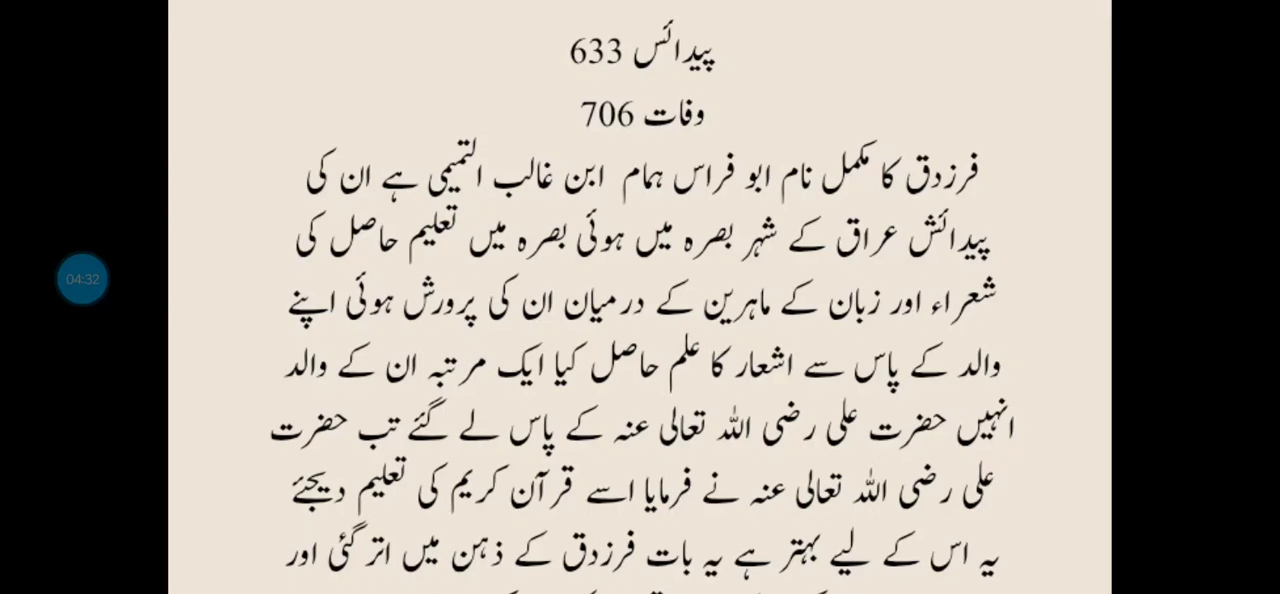 پیدائس 633
وفات 706
فرزدق کا مکمل نام ابو فراس ہمام ابن غالب التمیمی ہے ان کی
پیدائش عراق کے شہر بصرہ میں ہوئی بصرہ میں تعلیم حاصل کی
شعراء اور زبان کے ماہرین کے درمیان ان کی پرورش ہوئی اپنے
والد کے پاس سے اشعار کا علم حاصل کیا ایک مرتبہ ان کے والد
انہیں حضرت علی رضی اللہ تعالی عنہ کے پاس لے گئے تب حضرت
علی رضی اللہ تعالی عنہ نے فرمایا اسے قرآن کریم کی تعلیم دیجئے
یہ اس کے لیے بہتر ہے یہ بات فرزدق کے ذہن میں اتر گئی اور
04:32